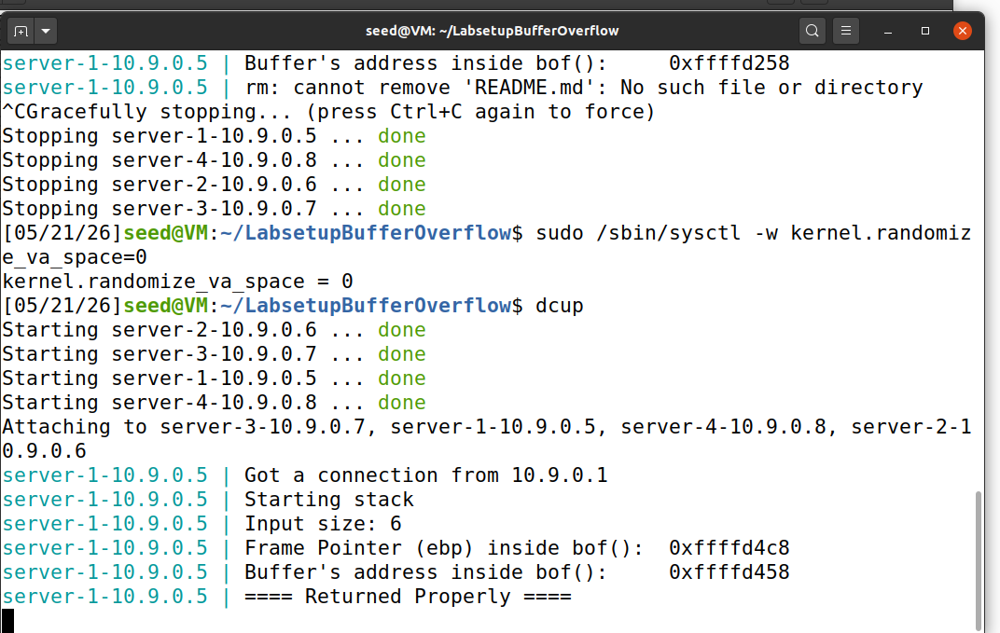 seed@VM: ~/LabsetupBufferOverflow
server-1-10.9.0.5 | Buffer's address inside bof():     0xffffd258
server-1-10.9.0.5 | rm: cannot remove 'README.md': No such file or directory
^CGracefully stopping... (press Ctrl+C again to force)
Stopping server-1-10.9.0.5 ... done
Stopping server-4-10.9.0.8 ... done
Stopping server-2-10.9.0.6 ... done
Stopping server-3-10.9.0.7 ... done
[05/21/26]seed@VM:~/LabsetupBufferOverflow$ sudo /sbin/sysctl -w kernel.randomiz
e_va_space=0
kernel.randomize_va_space = 0
[05/21/26]seed@VM:~/LabsetupBufferOverflow$ dcup
Starting server-2-10.9.0.6 ... done
Starting server-3-10.9.0.7 ... done
Starting server-1-10.9.0.5 ... done
Starting server-4-10.9.0.8 ... done
Attaching to server-3-10.9.0.7, server-1-10.9.0.5, server-4-10.9.0.8, server-2-1
0.9.0.6
server-1-10.9.0.5 | Got a connection from 10.9.0.1
server-1-10.9.0.5 | Starting stack
server-1-10.9.0.5 | Input size: 6
server-1-10.9.0.5 | Frame Pointer (ebp) inside bof():  0xffffd4c8
server-1-10.9.0.5 | Buffer's address inside bof():     0xffffd458
server-1-10.9.0.5 | ==== Returned Properly ====